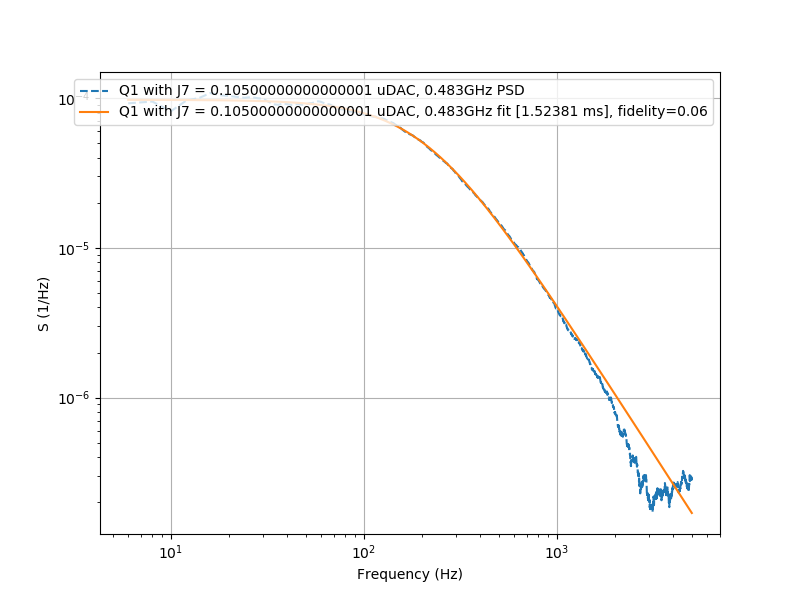 Q1 with J7 = 0.10500000000000001 uDAC, 0.483GHz PSD
Q1 with J7 = 0.10500000000000001 uDAC, 0.483GHz fit [1.52381 ms], fidelity=0.06
10⁻⁴
10⁻⁵
10⁻⁶
S (1/Hz)
10¹ 10² 10³
Frequency (Hz)